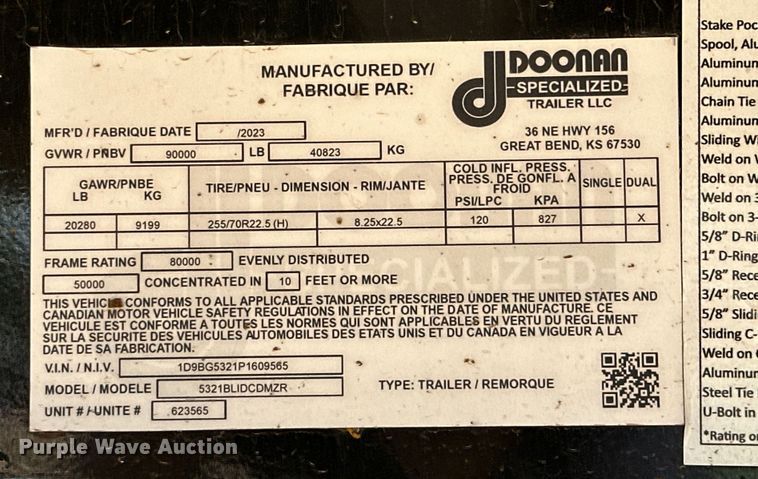 MANUFACTURED BY/
FABRIQUE PAR:
d DOONAN
SPECIALIZED
TRAILER LLC
36 NE HWY 156
GREAT BEND, KS 67530
MFR'D / FABRIQUE DATE /2023
GVWR / PNBV 90000 LB 40823 KG
GAWR/PNBE
LB KG
TIRE/PNEU - DIMENSION - RIM/JANTE
COLD INFL. PRESS.
PRESS. DE GONFL. A
FROID
PSI/LPC KPA
SINGLE DUAL
20280 9199 255/70R22.5 (H) 8.25x22.5 120 827 X
FRAME RATING 80000 EVENLY DISTRIBUTED
50000 CONCENTRATED IN 10 FEET OR MORE
THIS VEHICLE CONFORMS TO ALL APPLICABLE STANDARDS PRESCRIBED UNDER THE UNITED STATES AND
CANADIAN MOTOR VEHICLE SAFETY REGULATIONS IN EFFECT ON THE DATE OF MANUFACTURE. CE
VEHICULE EST CONFORME A TOUTES LES NORMES QUI SONT APPLICABLES EN VERTU DU REGLEMENT
SUR LA SECURITE DES VEHICULES AUTOMOBILES DES ETATS UNIS ET DU CANADA EN VIGUEUR A LA
DATE DE SA FABRICATION.
V.I.N. / N.I.V. 1D9BG5321P1609565
MODEL / MODELE 5321BLIDCDMZR
TYPE: TRAILER / REMORQUE
UNIT # / UNITE # 623565
Stake Poc
Spool, Alu
Aluminum
Aluminum
Chain Tie
Aluminum
Sliding Wi
Weld on W
Bolt on W
Weld on 3
Bolt on 3-
5/8" D-Ri
1" D-Ring
5/8" Rece
3/4" Rece
5/8" Slidi
Sliding C-
Weld on
Aluminum
Steel Tie
U-Bolt in
*Rating o
Purple Wave Auction